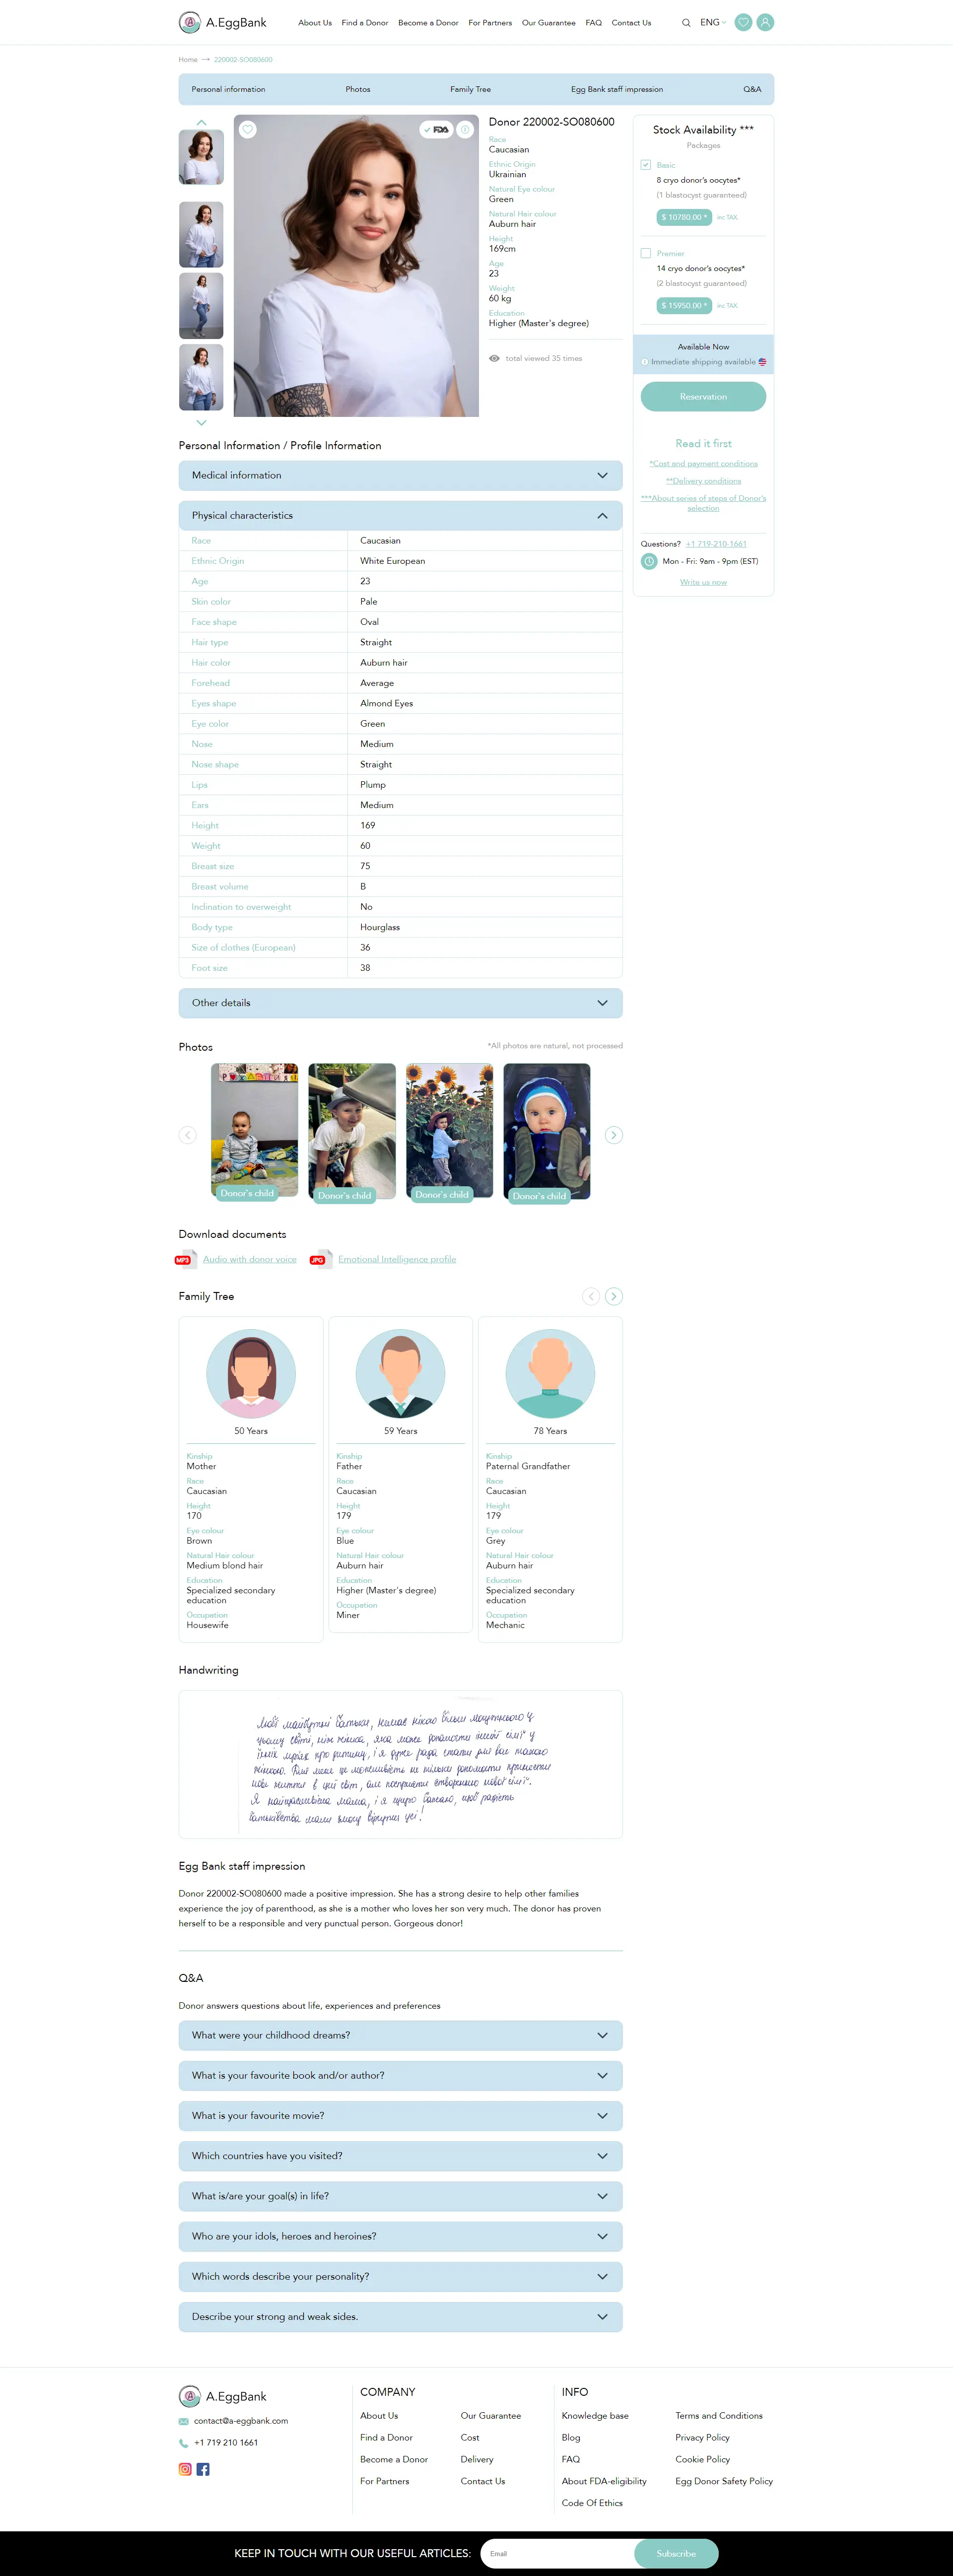 A.EggBank
About Us
Find a Donor
Become a Donor
For Partners
Our Guarantee
FAQ
Contact Us
ENG
Home → 220002-SO080600
Personal information
Photos
Family Tree
Egg Bank staff impression
Q&A
FDA
Donor 220002-SO080600
Race
Caucasian
Ethnic Origin
Ukrainian
Natural Eye colour
Green
Natural Hair colour
Auburn hair
Height
169cm
Age
23
Weight
60 kg
Education
Higher (Master's degree)
total viewed 35 times
Stock Availability ***
Packages
Basic
8 cryo donor's oocytes*
(1 blastocyst guaranteed)
$ 10780.00 * inc TAX.
Premier
14 cryo donor's oocytes*
(2 blastocyst guaranteed)
$ 15950.00 * inc TAX.
Available Now
Immediate shipping available
Reservation
Read it first
*Cost and payment conditions
**Delivery conditions
***About series of steps of Donor's
selection
Questions? +1 719-210-1661
Mon - Fri: 9am - 9pm (EST)
Write us now
Personal Information / Profile Information
Medical information
Physical characteristics
Race Caucasian
Ethnic Origin White European
Age 23
Skin color Pale
Face shape Oval
Hair type Straight
Hair color Auburn hair
Forehead Average
Eyes shape Almond Eyes
Eye color Green
Nose Medium
Nose shape Straight
Lips Plump
Ears Medium
Height 169
Weight 60
Breast size 75
Breast volume B
Inclination to overweight No
Body type Hourglass
Size of clothes (European) 36
Foot size 38
Other details
Photos
*All photos are natural, not processed
Donor's child
Donor's child
Donor's child
Donor's child
Download documents
MP3 Audio with donor voice
JPG Emotional Intelligence profile
Family Tree
50 Years
Kinship
Mother
Race
Caucasian
Height
170
Eye colour
Brown
Natural Hair colour
Medium blond hair
Education
Specialized secondary
education
Occupation
Housewife
59 Years
Kinship
Father
Race
Caucasian
Height
179
Eye colour
Blue
Natural Hair colour
Auburn hair
Education
Higher (Master's degree)
Occupation
Miner
78 Years
Kinship
Paternal Grandfather
Race
Caucasian
Height
179
Eye colour
Grey
Natural Hair colour
Auburn hair
Education
Specialized secondary
education
Occupation
Mechanic
Handwriting
майбутні батьки, немає нікого більш могутнього у
цьому світі, ніж жінка, яка може допомогти іншій сім'ї у
їхній мрії про дитину, і я дуже рада стати для вас такою
жінкою. Для мене це можливість не тільки допомогти принести
нове життя в цей світ, але посприяти створенню нової сім'ї.
Я найщасливіша мама, і я щиро бажаю, щоб радість
батьківства мали змогу відчути усі!
Egg Bank staff impression
Donor 220002-SO080600 made a positive impression. She has a strong desire to help other families
experience the joy of parenthood, as she is a mother who loves her son very much. The donor has proven
herself to be a responsible and very punctual person. Gorgeous donor!
Q&A
Donor answers questions about life, experiences and preferences
What were your childhood dreams?
What is your favourite book and/or author?
What is your favourite movie?
Which countries have you visited?
What is/are your goal(s) in life?
Who are your idols, heroes and heroines?
Which words describe your personality?
Describe your strong and weak sides.
A.EggBank
contact@a-eggbank.com
+1 719 210 1661
COMPANY
About Us
Find a Donor
Become a Donor
For Partners
Our Guarantee
Cost
Delivery
Contact Us
INFO
Knowledge base
Blog
FAQ
About FDA-eligibility
Code Of Ethics
Terms and Conditions
Privacy Policy
Cookie Policy
Egg Donor Safety Policy
KEEP IN TOUCH WITH OUR USEFUL ARTICLES:
Email
Subscribe